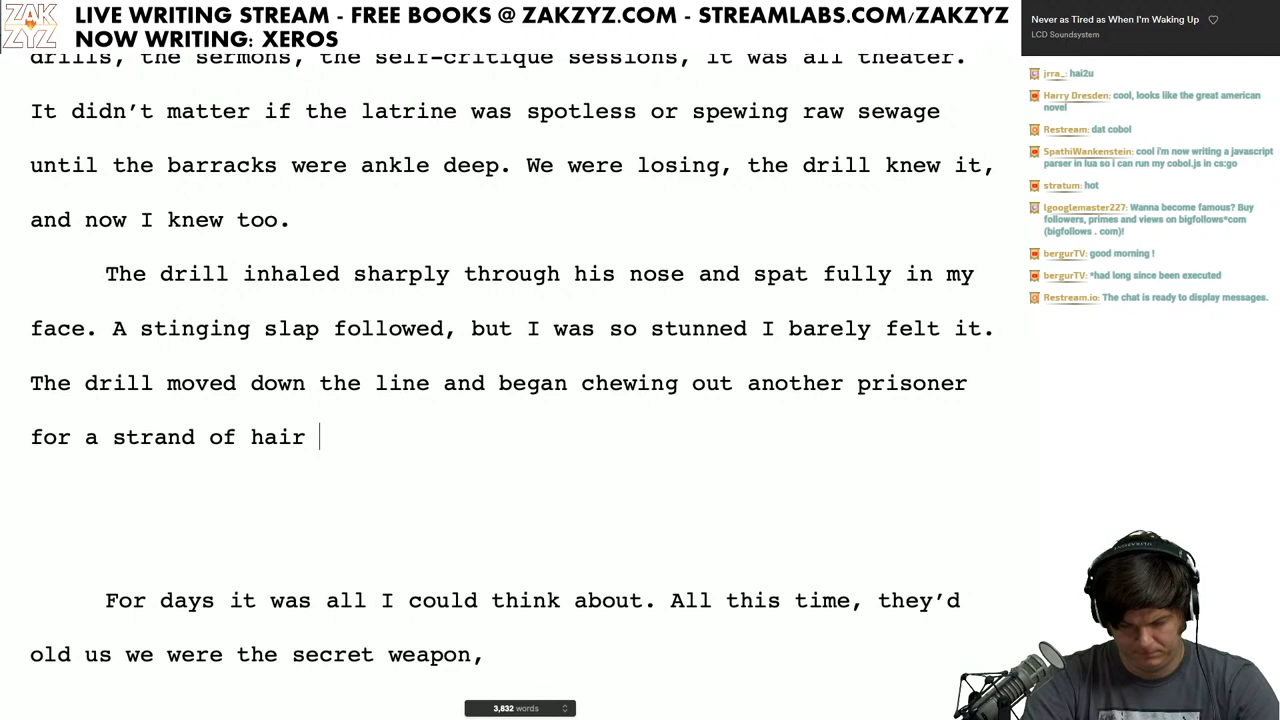 ZAK
ZYZ
LIVE WRITING STREAM - FREE BOOKS @ ZAKZYZ.COM - STREAMLABS.COM/ZAKZYZ
NOW WRITING: XEROS
drills, the sermons, the self-critique sessions, it was all theater.
It didn’t matter if the latrine was spotless or spewing raw sewage
until the barracks were ankle deep. We were losing, the drill knew it,
and now I knew too.
The drill inhaled sharply through his nose and spat fully in my
face. A stinging slap followed, but I was so stunned I barely felt it.
The drill moved down the line and began chewing out another prisoner
for a strand of hair
For days it was all I could think about. All this time, they’d
old us we were the secret weapon,
3,832 words
Never as Tired as When I'm Waking Up
LCD Soundsystem
jrra_: hai2u
Harry Dresden: cool, looks like the great american
novel
Restream: dat cobol
SpathiWankenstein: cool i'm now writing a javascript
parser in lua so i can run my cobol.js in cs:go
stratum: hot
lgooglemaster227: Wanna become famous? Buy
followers, primes and views on bigfollows*com
(bigfollows . com)!
bergurTV: good morning !
bergurTV: *had long since been executed
Restream.io: The chat is ready to display messages.